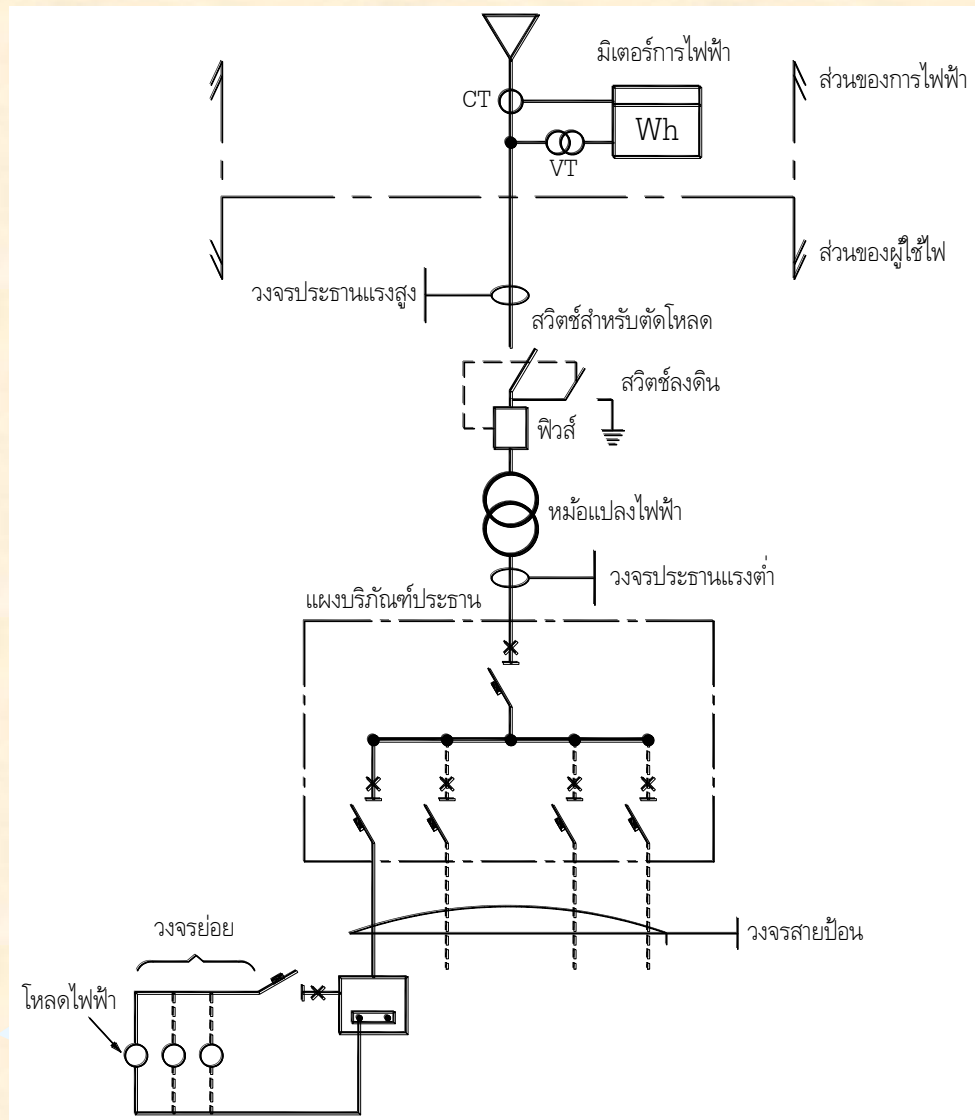 มิเตอร์การไฟฟ้า
ส่วนของการไฟฟ้า
CT
Wh
VT
ส่วนของผู้ใช้ไฟ
วงจรประธานแรงสูง
สวิตช์สำหรับตัดโหลด
สวิตช์ลงดิน
ฟิวส์
หม้อแปลงไฟฟ้า
วงจรประธานแรงต่ำ
แผงบริภัณฑ์ประธาน
วงจรย่อย
วงจรสายป้อน
โหลดไฟฟ้า